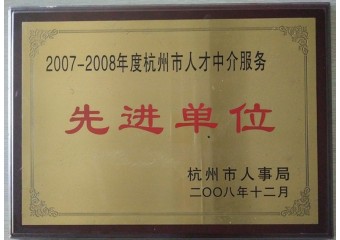 2007-2008年度杭州市人才中介服务
先进单位
杭州市人事局
二〇〇八年十二月